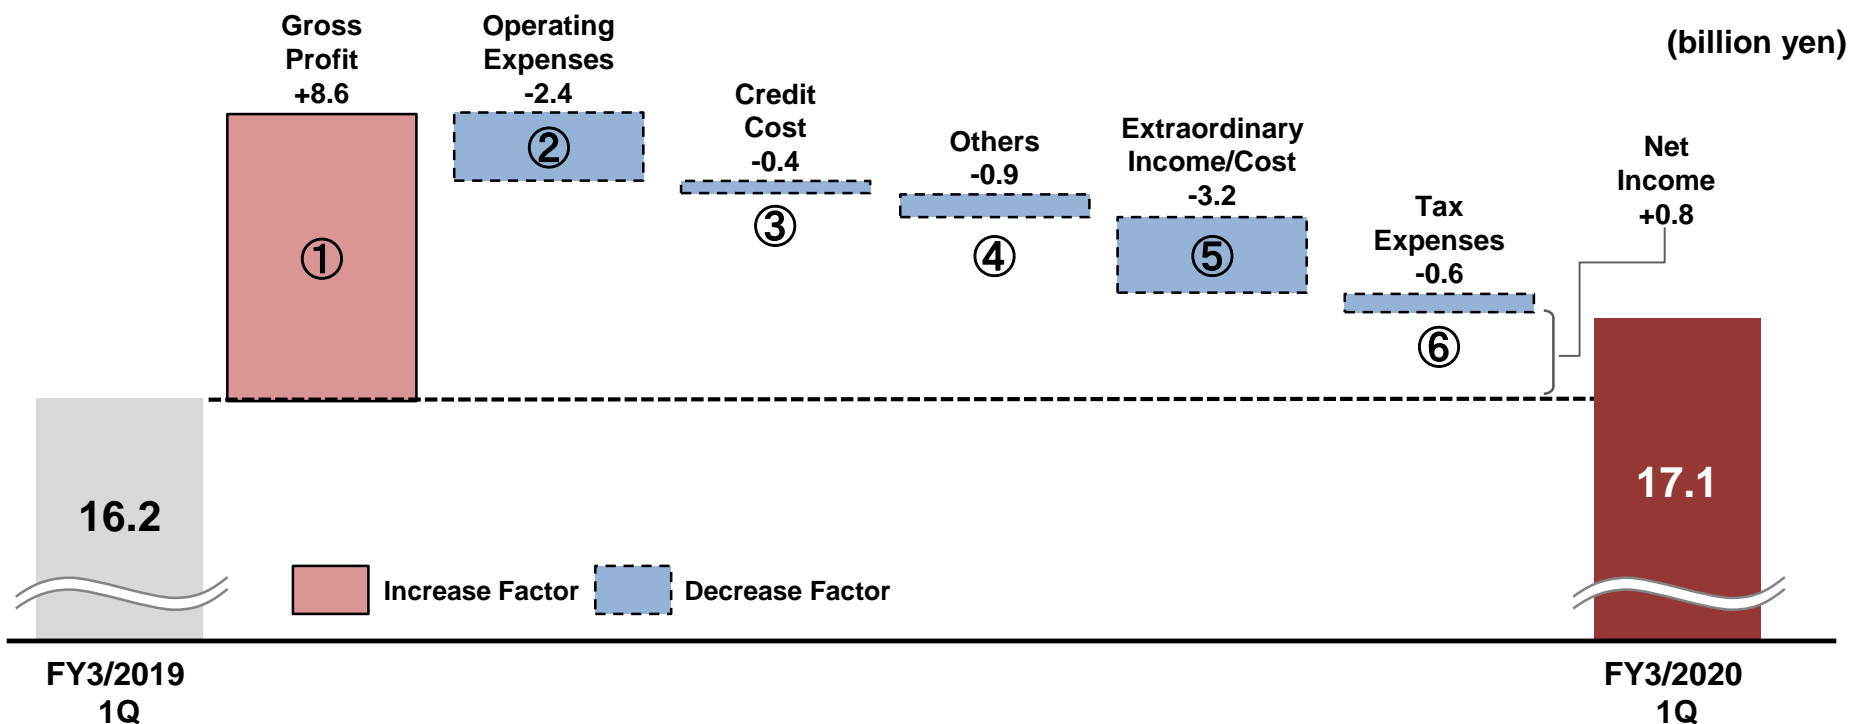 (billion yen)
Gross
Profit
+8.6
①
Operating
Expenses
-2.4
②
Credit
Cost
-0.4
③
Others
-0.9
④
Extraordinary
Income/Cost
-3.2
⑤
Tax
Expenses
-0.6
⑥
Net
Income
+0.8
16.2
17.1
Increase Factor
Decrease Factor
FY3/2019
1Q
FY3/2020
1Q